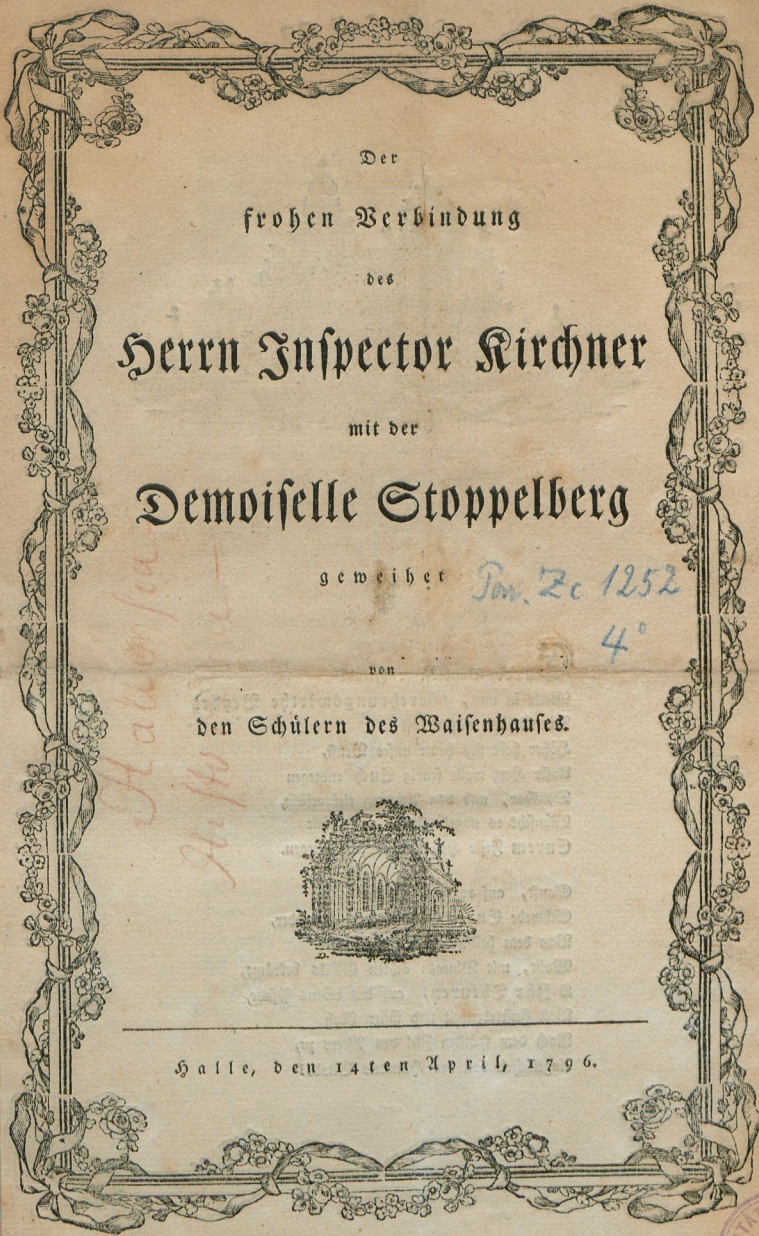 Der
frohen Verbindung
des
Herrn Inſpector Kirchner
mit der
Demoiſelle Stoppelberg
geweihet
Zc 1252
4°
von
den Schülern des Waiſenhauſes.
Halle, den 14ten April, 1796.